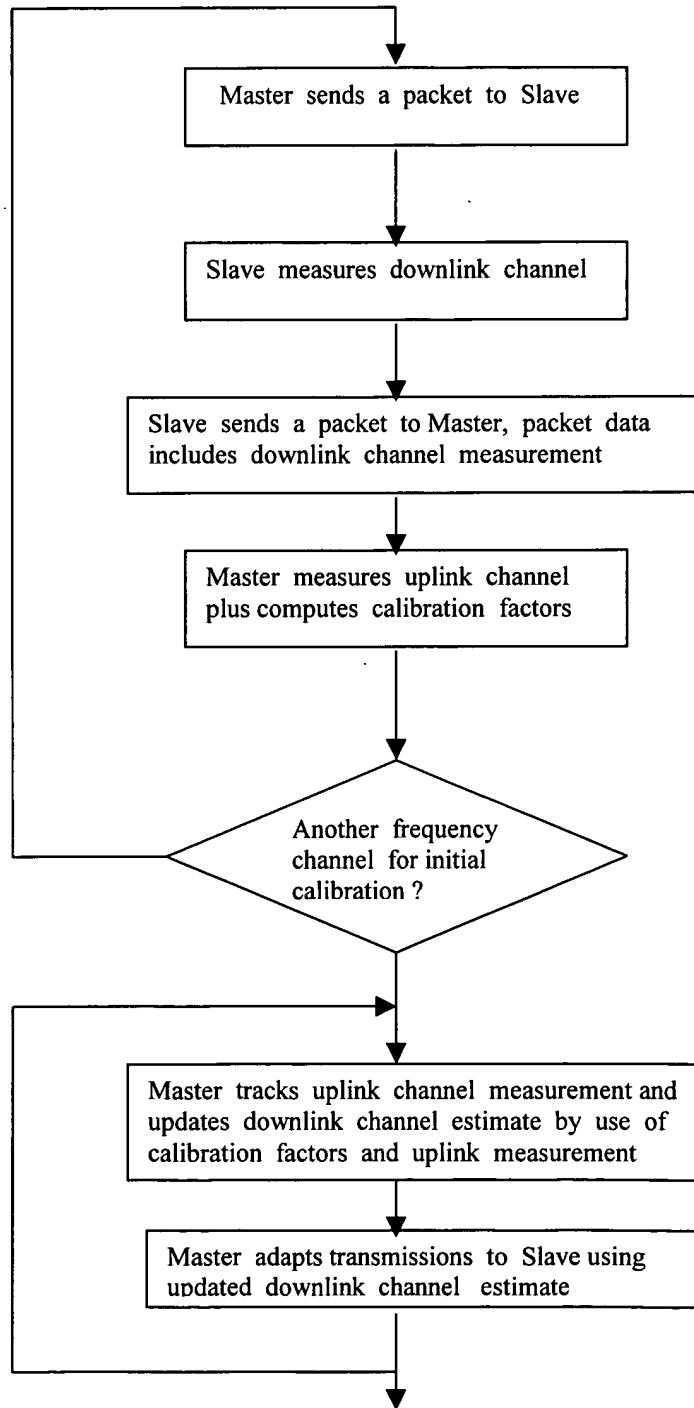 Master sends a packet to Slave
Slave measures downlink channel
Slave sends a packet to Master, packet data
includes downlink channel measurement
Master measures uplink channel
plus computes calibration factors
Another frequency
channel for initial
calibration ?
Master tracks uplink channel measurement and
updates downlink channel estimate by use of
calibration factors and uplink measurement
Master adapts transmissions to Slave using
updated downlink channel estimate